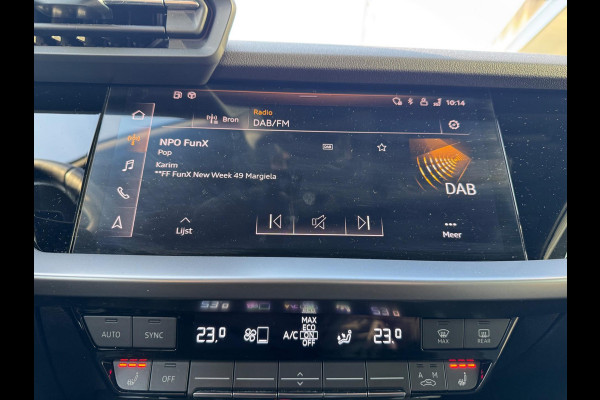 10:14
Radio
Bron
DAB/FM
NPO FunX
Pop
Karim
**FF FunX New Week 49 Margiela
DAB
Lijst
Meer
MAX
ECO
23.0
A/C ON
23.0
OFF
AUTO
SYNC
MAX
REAR
OFF
A M